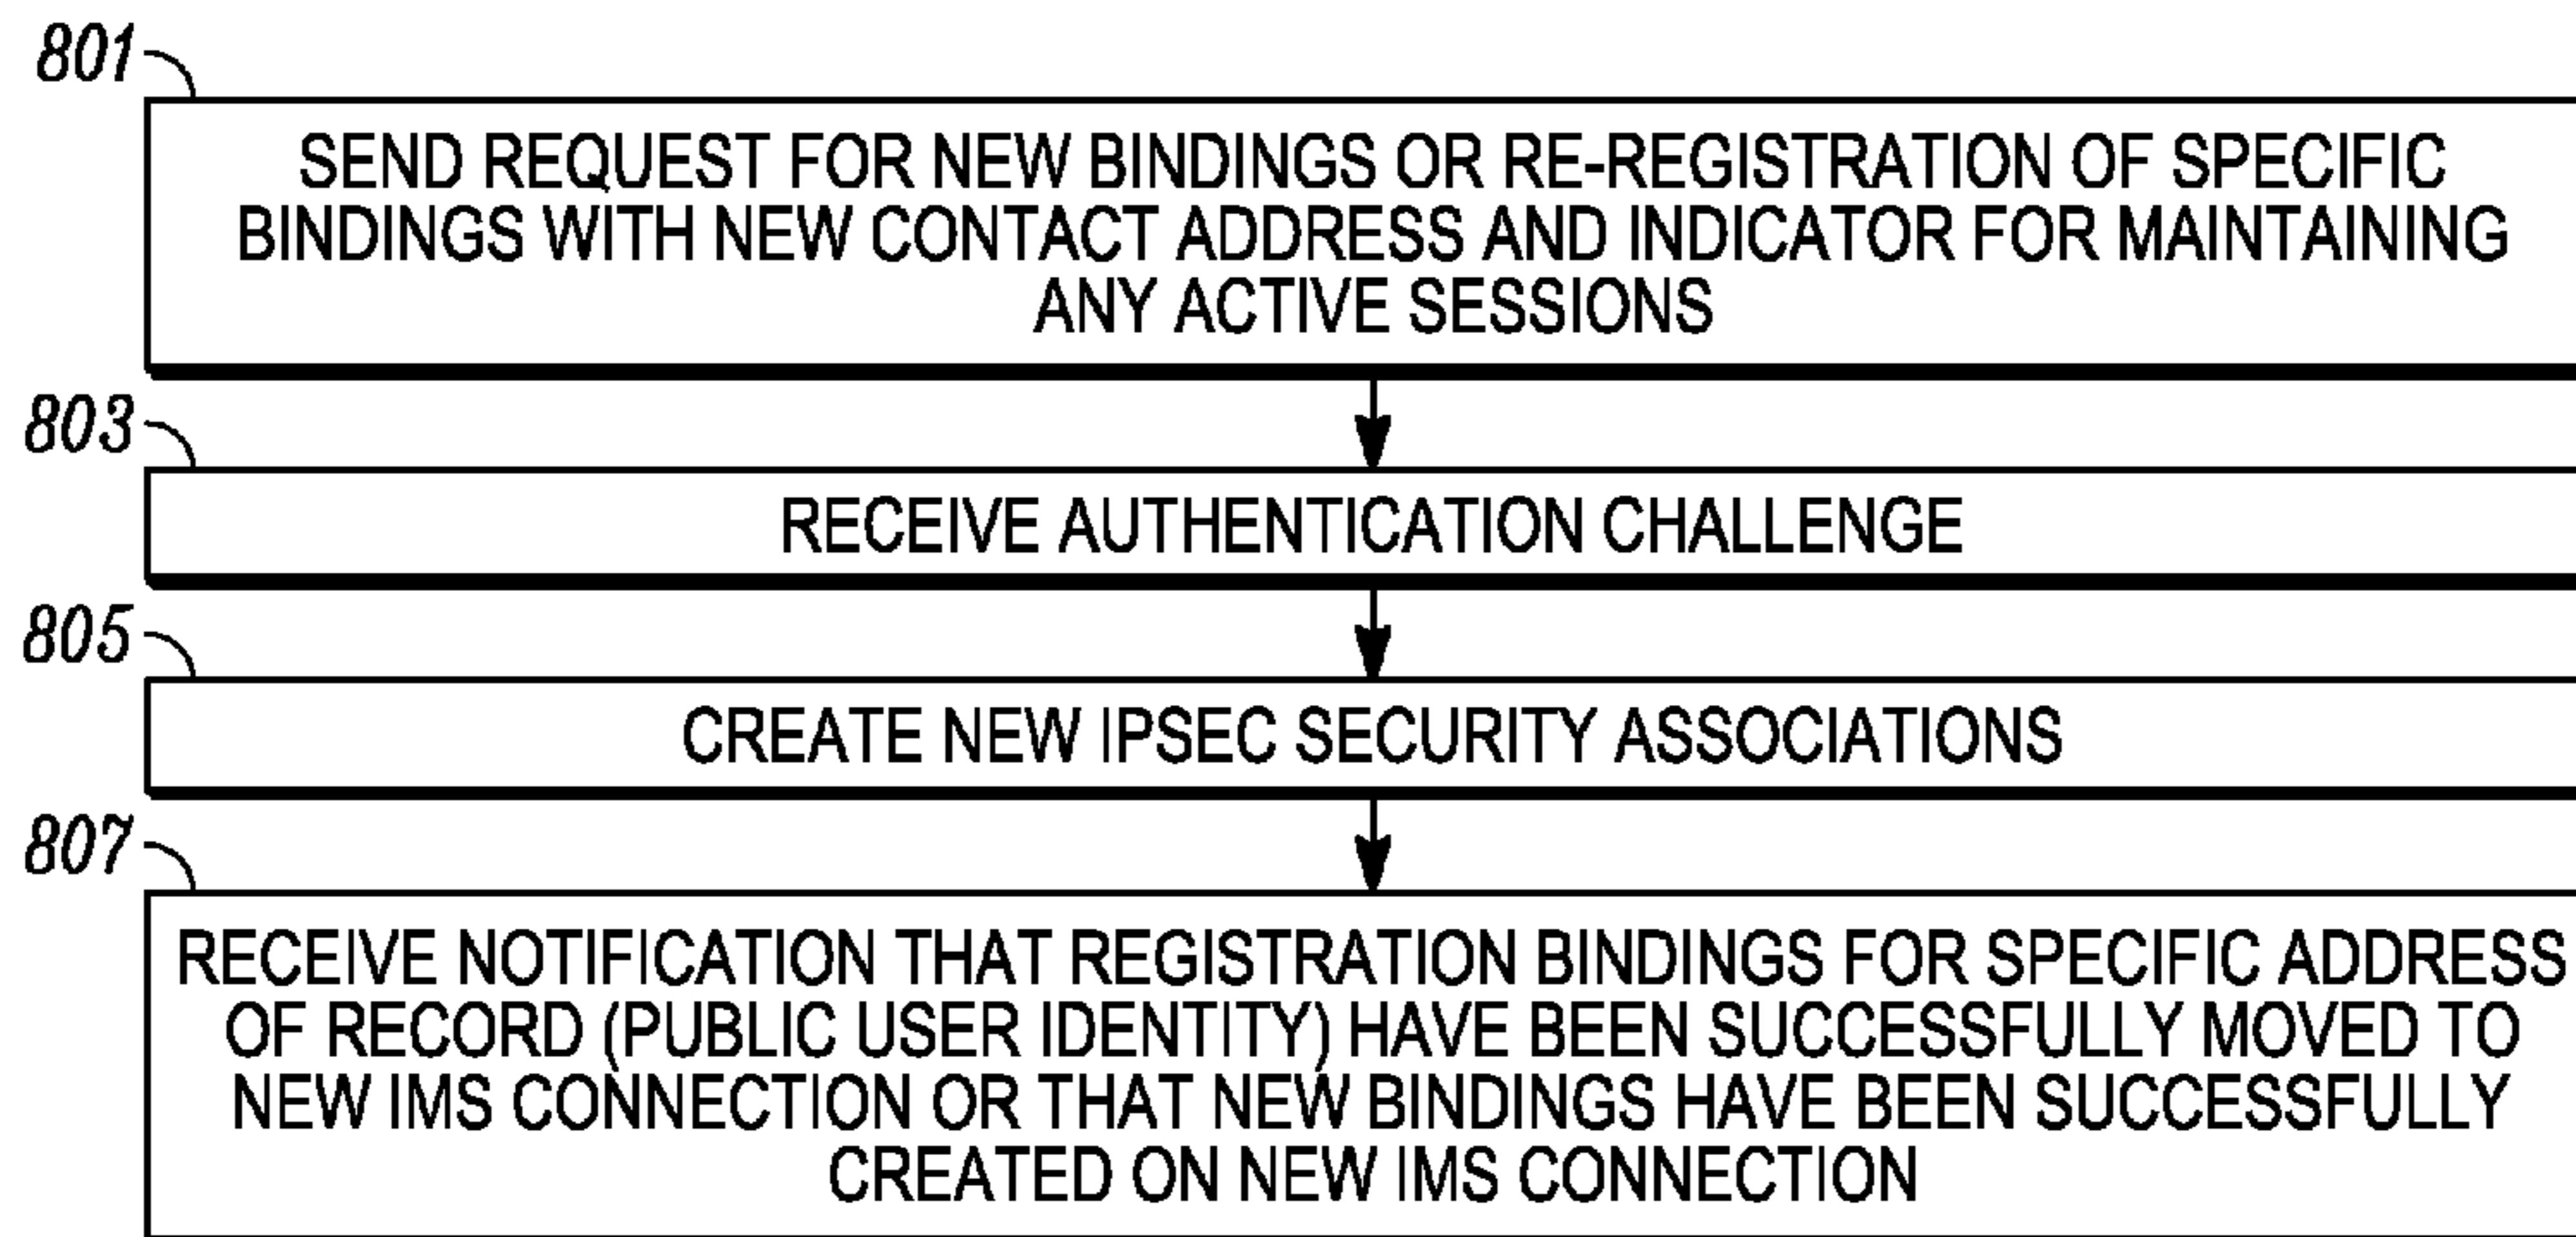 801
SEND REQUEST FOR NEW BINDINGS OR RE-REGISTRATION OF SPECIFIC
BINDINGS WITH NEW CONTACT ADDRESS AND INDICATOR FOR MAINTAINING
ANY ACTIVE SESSIONS
803
RECEIVE AUTHENTICATION CHALLENGE
805
CREATE NEW IPSEC SECURITY ASSOCIATIONS
807
RECEIVE NOTIFICATION THAT REGISTRATION BINDINGS FOR SPECIFIC ADDRESS
OF RECORD (PUBLIC USER IDENTITY) HAVE BEEN SUCCESSFULLY MOVED TO
NEW IMS CONNECTION OR THAT NEW BINDINGS HAVE BEEN SUCCESSFULLY
CREATED ON NEW IMS CONNECTION